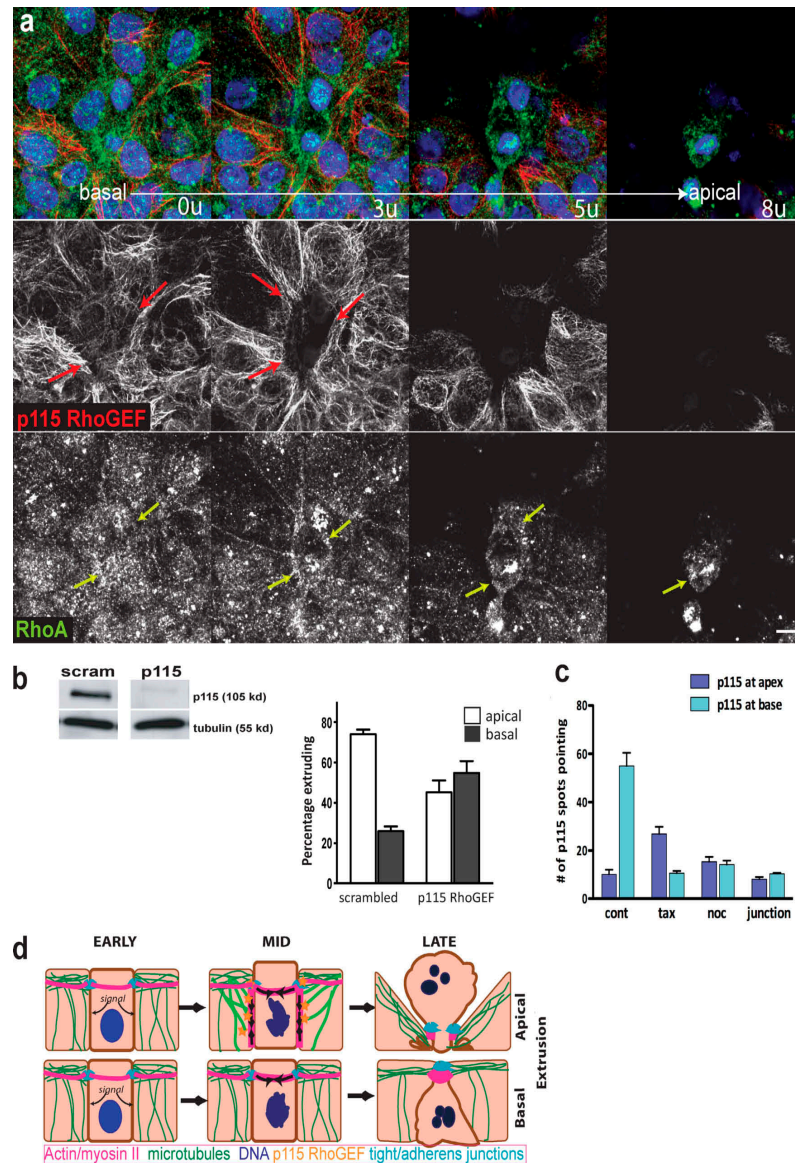 a
basal
apical
0u
3u
5u
8u
p115 RhoGEF
RhoA
b
scram
p115
p115 (105 kd)
tubulin (55 kd)
Percentage extruding
80
60
40
20
0
apical
basal
scrambled
p115 RhoGEF
c
p115 at apex
p115 at base
# of p115 spots pointing
80
60
40
20
0
cont
tax
noc
junction
d
EARLY
MID
LATE
signal
Apical
signal
Basal
Extrusion
Actin/myosin II microtubules DNA p115 RhoGEF tight/adherens junctions